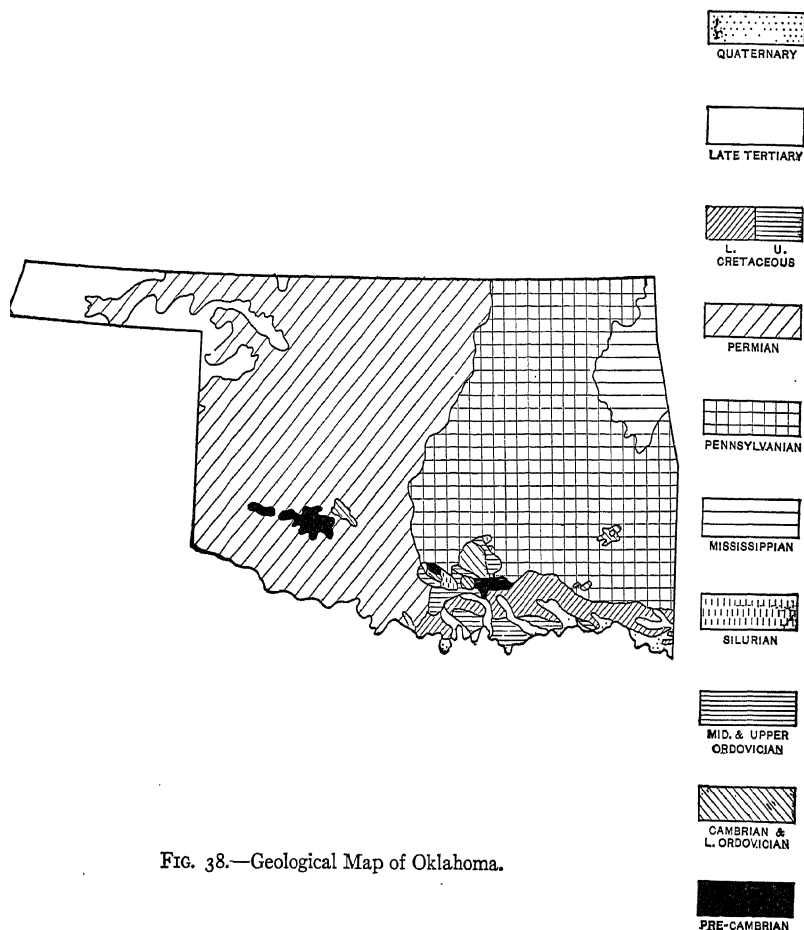 QUATERNARY
LATE TERTIARY
L. U.
CRETACEOUS
PERMIAN
PENNSYLVANIAN
MISSISSIPPIAN
SILURIAN
MID. & UPPER
ORDOVICIAN
CAMBRIAN &
L. ORDOVICIAN
PRE-CAMBRIAN
FIG. 38.—Geological Map of Oklahoma.